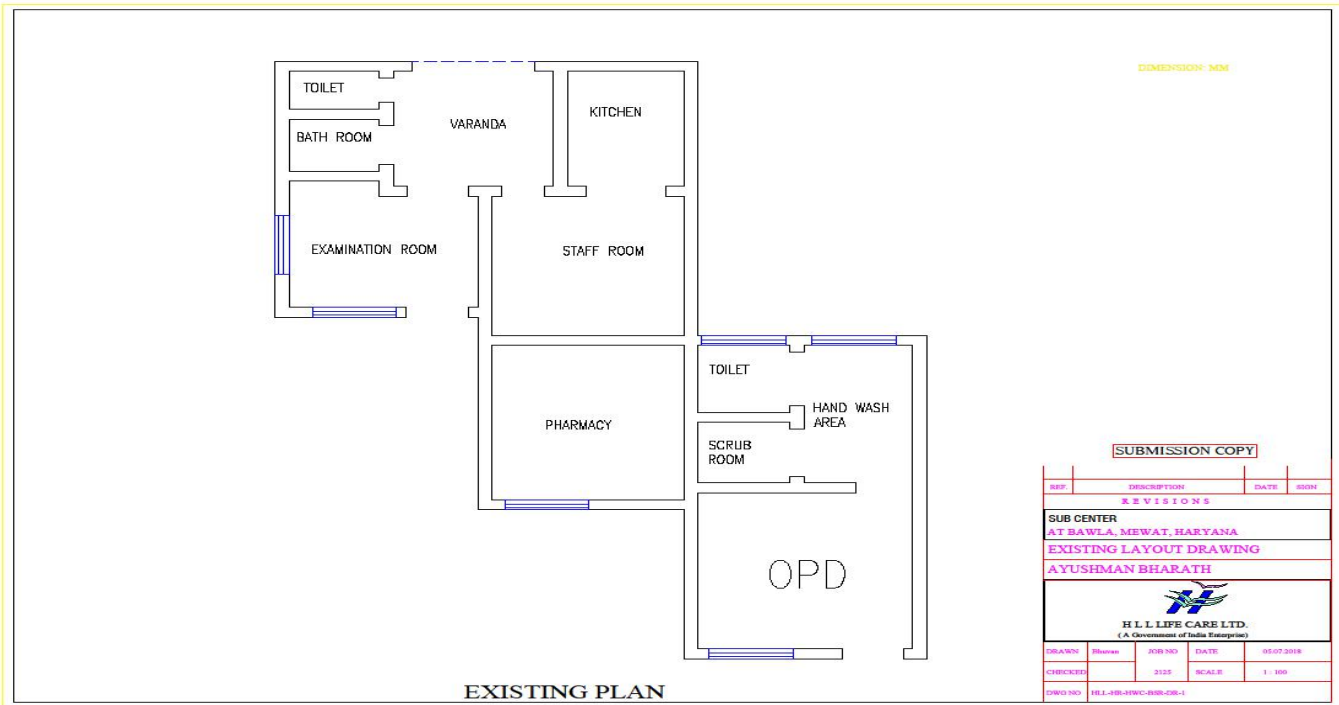 DIMENSION: MM
TOILET
BATH ROOM
VARANDA
KITCHEN
EXAMINATION ROOM
STAFF ROOM
TOILET
HAND WASH
AREA
PHARMACY
SCRUB
ROOM
OPD
EXISTING PLAN
SUBMISSION COPY
REF. DESCRIPTION DATE SIGN
REVISIONS
SUB CENTER
AT BAWLA, MEWAT, HARYANA
EXISTING LAYOUT DRAWING
AYUSHMAN BHARATH
H L L LIFE CARE LTD.
( A Government of India Enterprise)
DRAWN JOB NO DATE 05.07.2018
CHECKED 2125 SCALE 1 : 100
DWG NO HLL-HR-HWC-BSR-DR-1